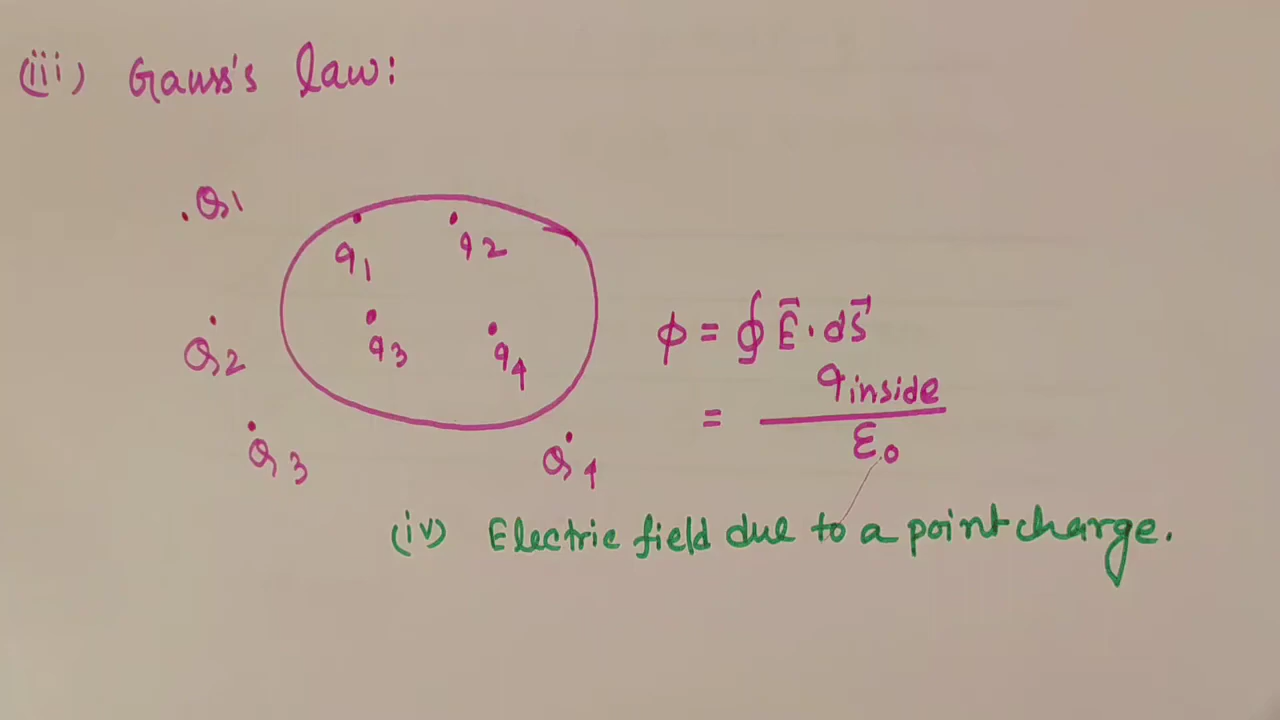 (iii) Gauss's law:
.Q1
q1 q2
Q2
q3 q4
ϕ = ∮ E⃗ . dS⃗
= qinside / ε0
Q3
Q4
(iv) Electric field due to a point charge.